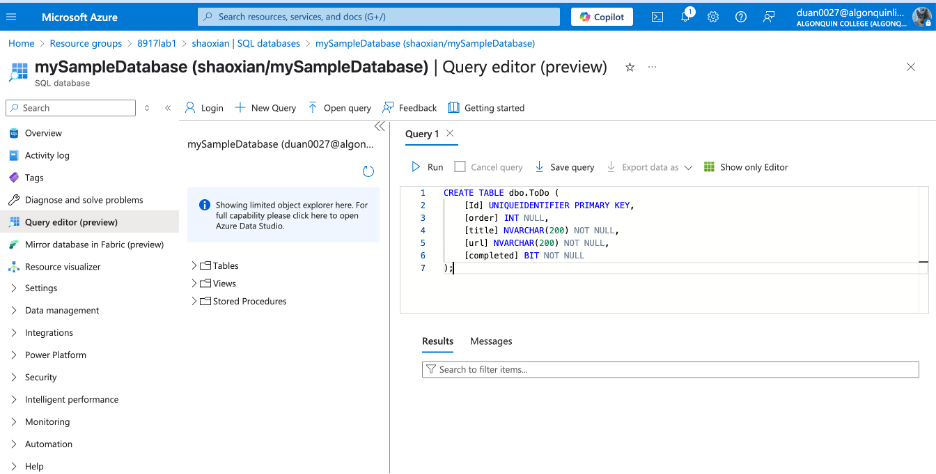 Microsoft Azure
Search resources, services, and docs (G+/)
Copilot
1
duan0027@algonquinli...
ALGONQUIN COLLEGE (ALGONQ...
Home > Resource groups > 8917lab1 > shaoxian | SQL databases > mySampleDatabase (shaoxian/mySampleDatabase)
mySampleDatabase (shaoxian/mySampleDatabase) | Query editor (preview)
SQL database
Search
Overview
Activity log
Tags
Diagnose and solve problems
Query editor (preview)
Mirror database in Fabric (preview)
Resource visualizer
Settings
Data management
Integrations
Power Platform
Security
Intelligent performance
Monitoring
Automation
Help
Login
New Query
Open query
Feedback
Getting started
mySampleDatabase (duan0027@algon...
Showing limited object explorer here. For
full capability please click here to open
Azure Data Studio.
Tables
Views
Stored Procedures
Query 1
Run
Cancel query
Save query
Export data as
Show only Editor
1 CREATE TABLE dbo.ToDo (
2 [Id] UNIQUEIDENTIFIER PRIMARY KEY,
3 [order] INT NULL,
4 [title] NVARCHAR(200) NOT NULL,
5 [url] NVARCHAR(200) NOT NULL,
6 [completed] BIT NOT NULL
7 );
Results
Messages
Search to filter items...